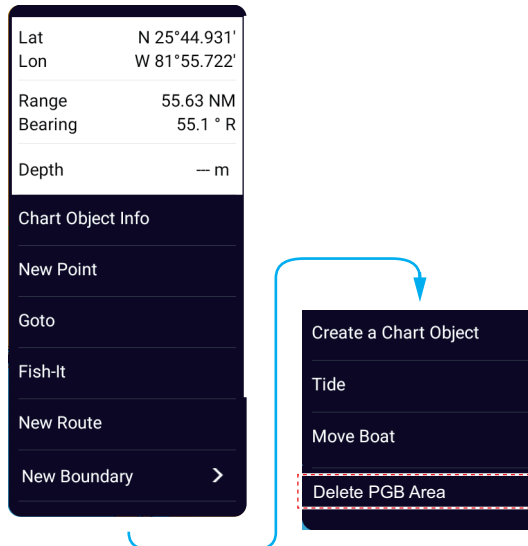 Lat N 25°44.931'
Lon W 81°55.722'
Range 55.63 NM
Bearing 55.1 ° R
Depth --- m
Chart Object Info
New Point
Goto
Fish-It
New Route
New Boundary
Create a Chart Object
Tide
Move Boat
Delete PGB Area